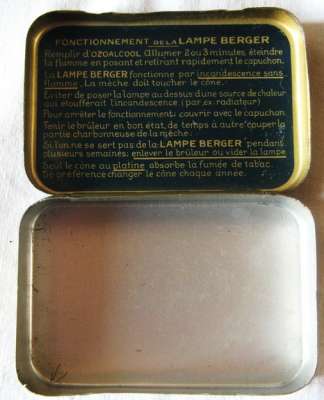 FONCTIONNEMENT DE LA LAMPE BERGER
Remplir d'OZOALCOOL Allumer 2 ou 3 minutes, éteindre
la flamme en posant et retirant rapidement le capuchon.
La LAMPE BERGER fonctionne par incandescence sans
flamme. La mèche doit toucher le cône.
Eviter de poser la lampe au dessus d'une source de chaleur
qui étoufferait l'incandescence (par ex. radiateur)
Pour arrêter le fonctionnement: couvrir avec le capuchon
Tenir le brûleur en bon état, de temps à autre couper la
partie charbonneuse de la mèche.
Si l'on ne se sert pas de la LAMPE BERGER pendant
plusieurs semaines: enlever le brûleur ou vider la lampe
Seul le cône au platine absorbe la fumée de tabac.
De préférence changer le cône chaque année.